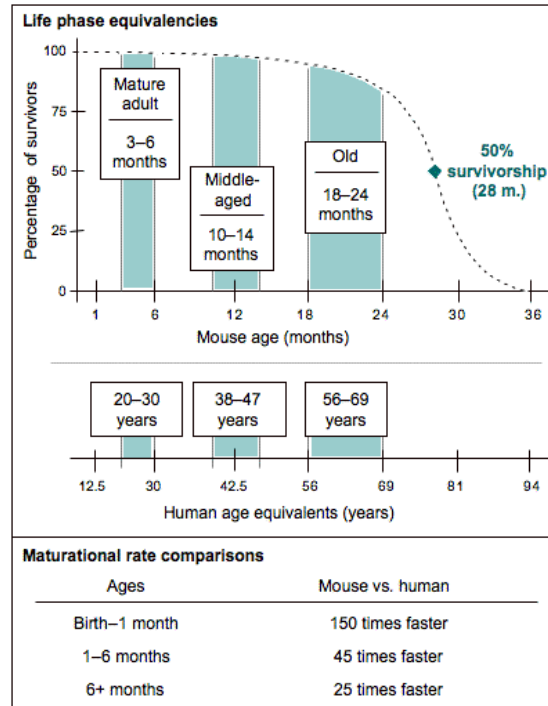 Life phase equivalencies
Percentage of survivors
100
75
50
25
0
Mature
adult
3–6
months
Middle-
aged
10–14
months
Old
18–24
months
50%
survivorship
(28 m.)
1 6 12 18 24 30 36
Mouse age (months)
20–30
years
38–47
years
56–69
years
12.5 30 42.5 56 69 81 94
Human age equivalents (years)
Maturational rate comparisons
Ages Mouse vs. human
Birth–1 month 150 times faster
1–6 months 45 times faster
6+ months 25 times faster